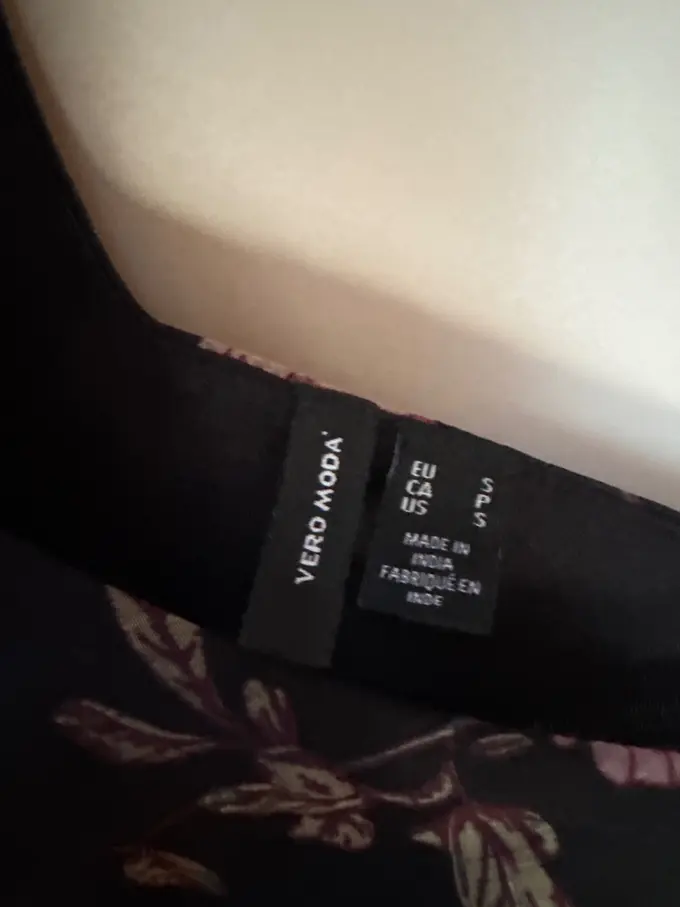 VERO MODA
EU S
CA P
US S
MADE IN
INDIA
FABRIQUÉ EN
INDE